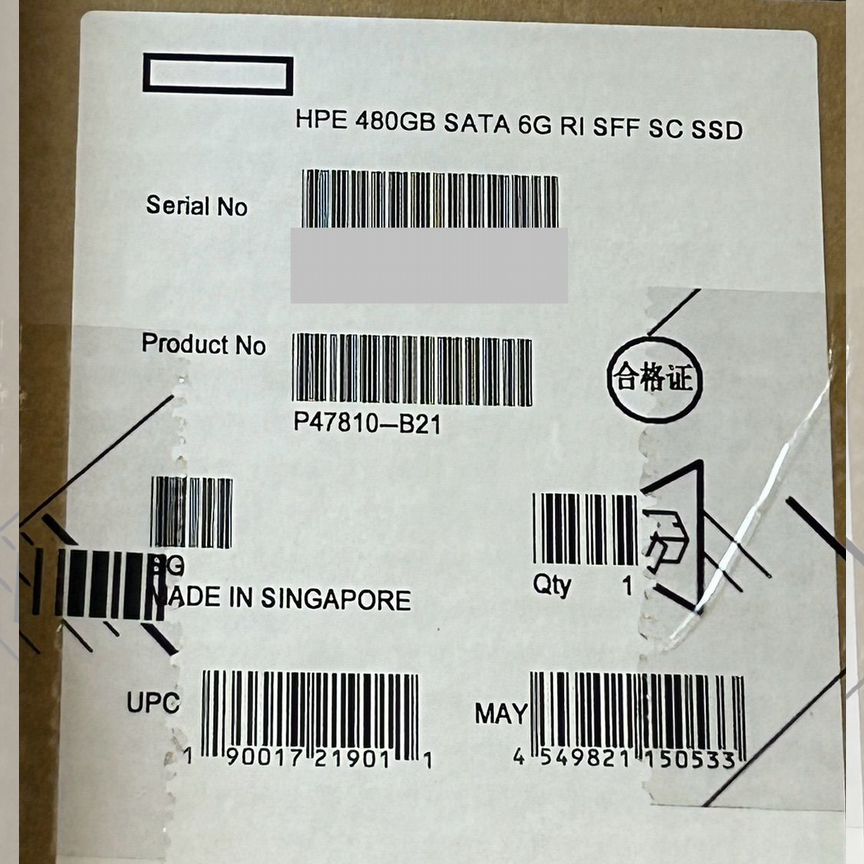 HPE 480GB SATA 6G RI SFF SC SSD
Serial No
Product No
P47810-B21
合格证
SG
MADE IN SINGAPORE
Qty 1
UPC
1 90017 21901 1
MAY
4 549821 150533